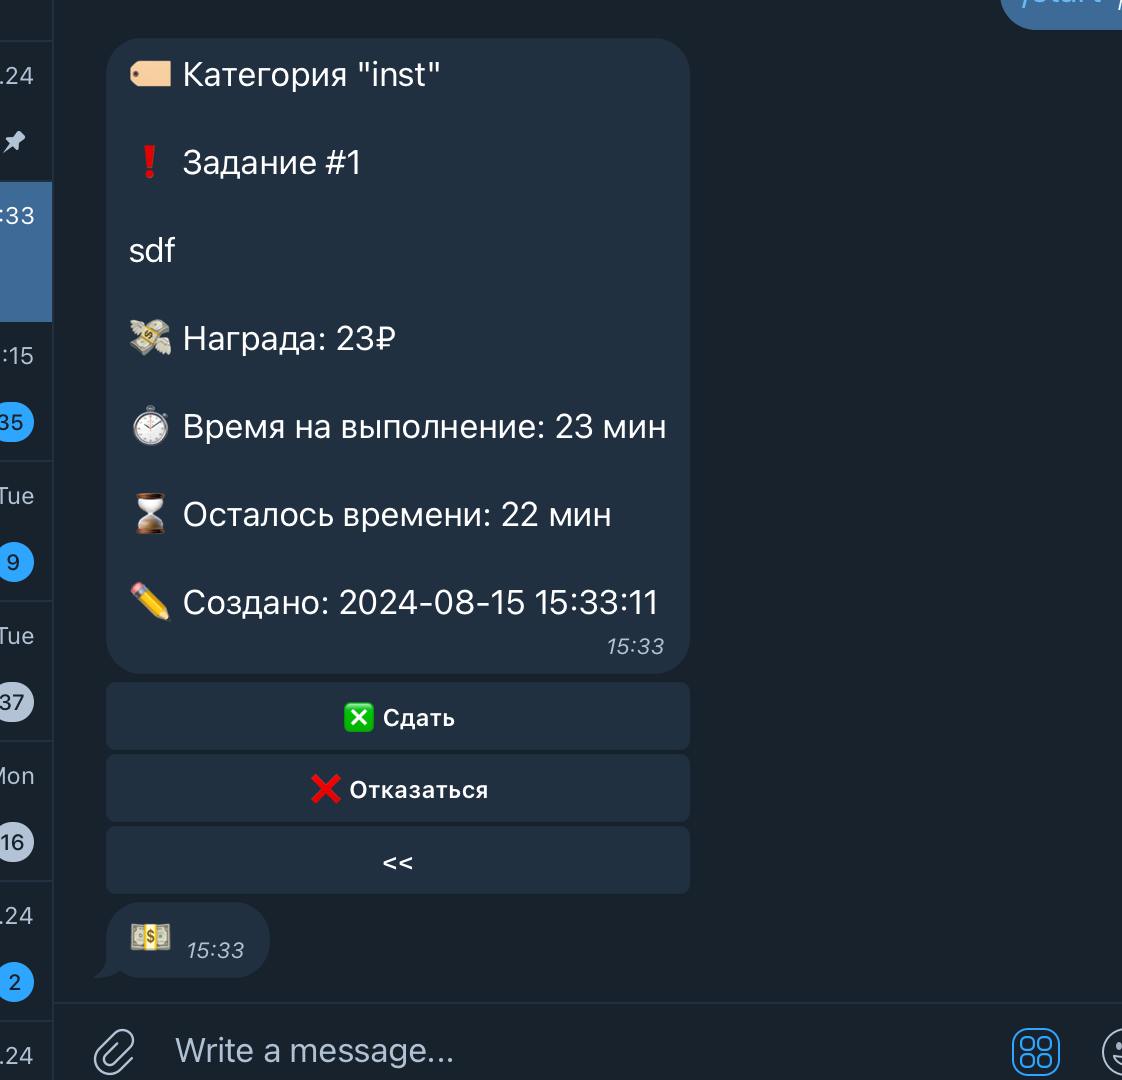 /start
.24
Категория "inst"
❗ Задание #1
:33
sdf
Награда: 23₽
:15
35
Время на выполнение: 23 мин
Tue
Осталось времени: 22 мин
9
Создано: 2024-08-15 15:33:11
Tue
15:33
37
Сдать
Mon
Отказаться
16
<<
.24
15:33
2
Write a message...
.24